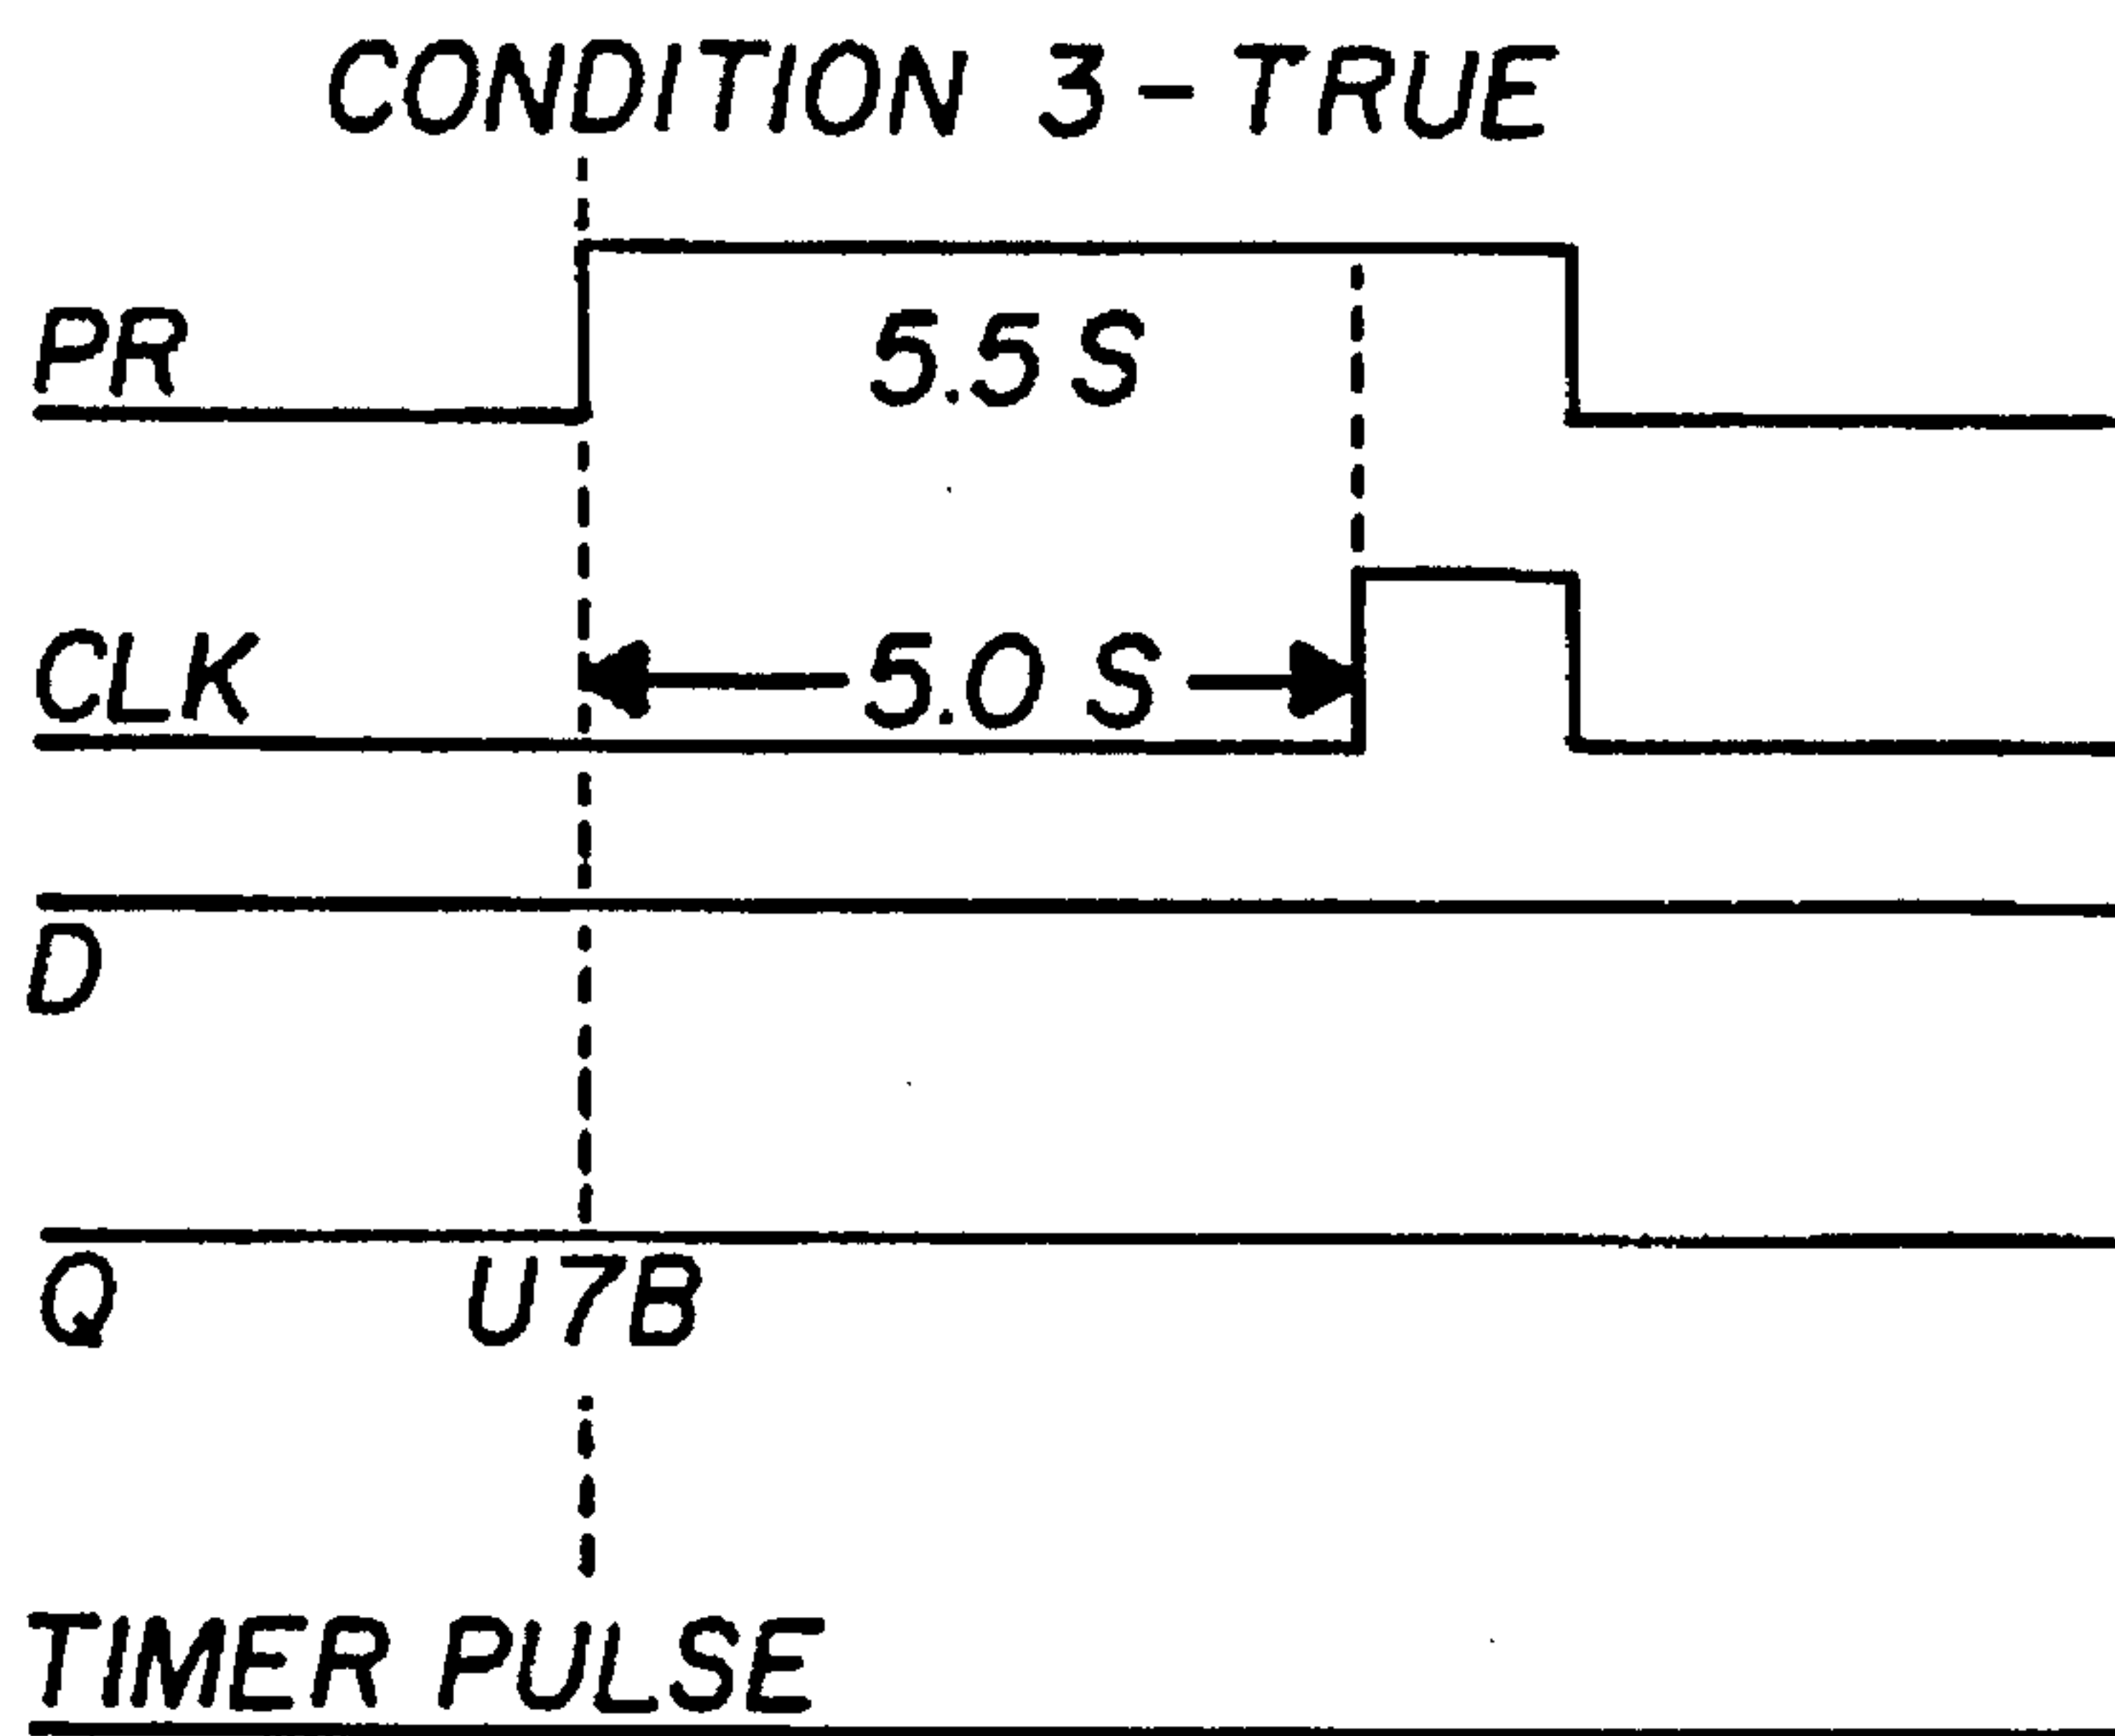 CONDITION 3 - TRUE
PR
5.5 S
CLK
5.0 S
D
Q U7B
TIMER PULSE